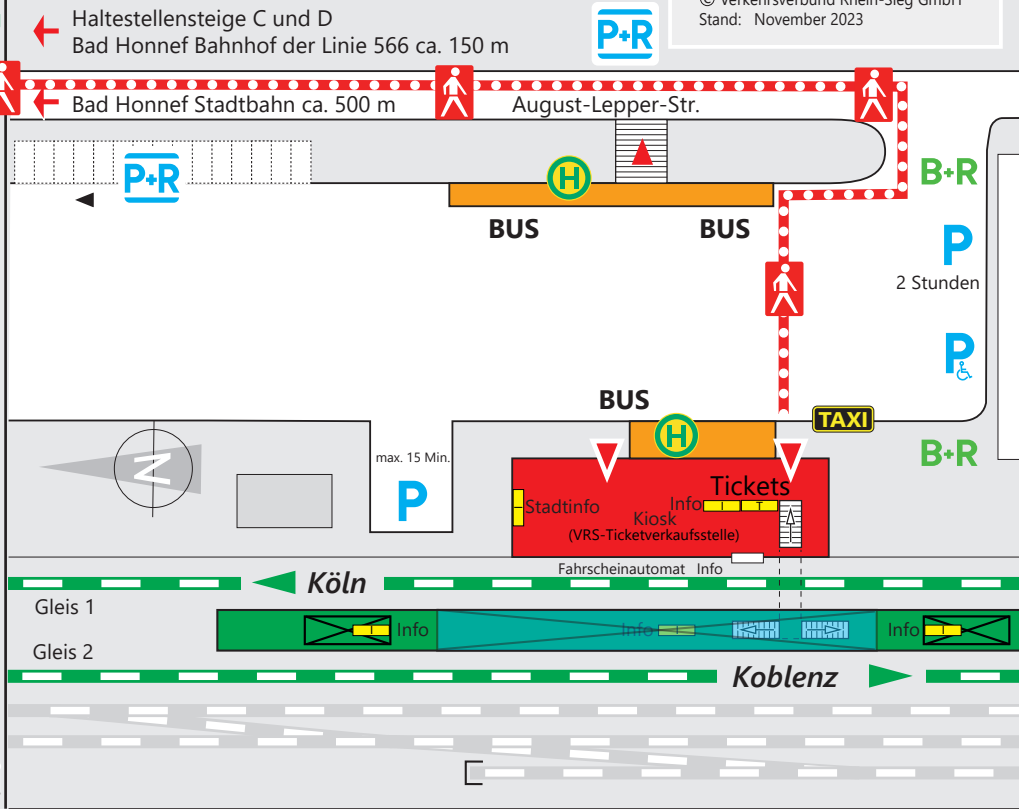 Haltestellensteige C und D
Bad Honnef Bahnhof der Linie 566 ca. 150 m
P+R
© Verkehrsverbund Rhein-Sieg GmbH
Stand: November 2023
Bad Honnef Stadtbahn ca. 500 m
August-Lepper-Str.
P+R
H
B+R
BUS
BUS
P
2 Stunden
P
BUS
TAXI
H
B+R
N
max. 15 Min.
P
Tickets
Stadtinfo
Info
I
T
Kiosk
(VRS-Ticketverkaufsstelle)
Fahrscheinautomat Info
Köln
Gleis 1
Info
Info
Info
Gleis 2
Koblenz